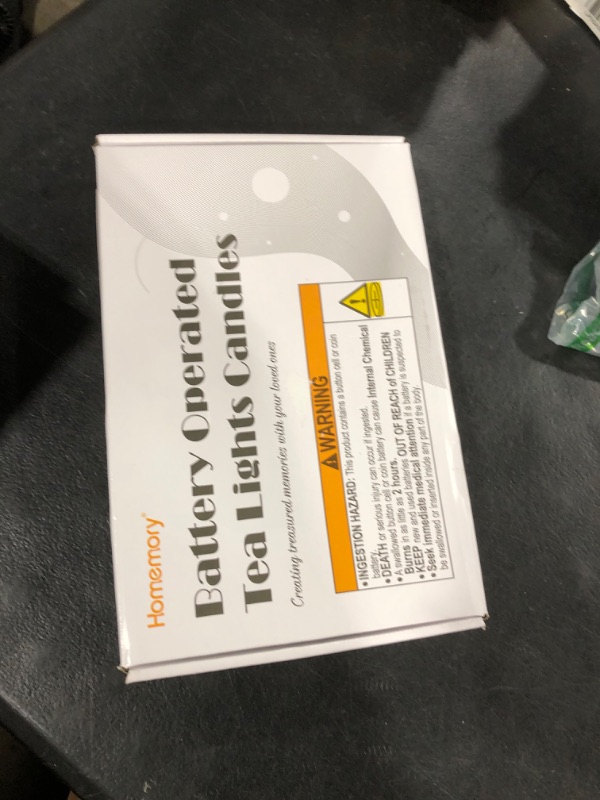 Homemory®
Battery Operated
Tea Lights Candles
Creating treasured memories with your loved ones
WARNING
• INGESTION HAZARD: This product contains a button cell or coin
battery.
• DEATH or serious injury can occur if ingested.
• A swallowed button cell or coin battery can cause Internal Chemical
Burns in as little as 2 hours.
• KEEP new and used batteries OUT OF REACH of CHILDREN
• Seek immediate medical attention if a battery is suspected to
be swallowed or inserted inside any part of the body.